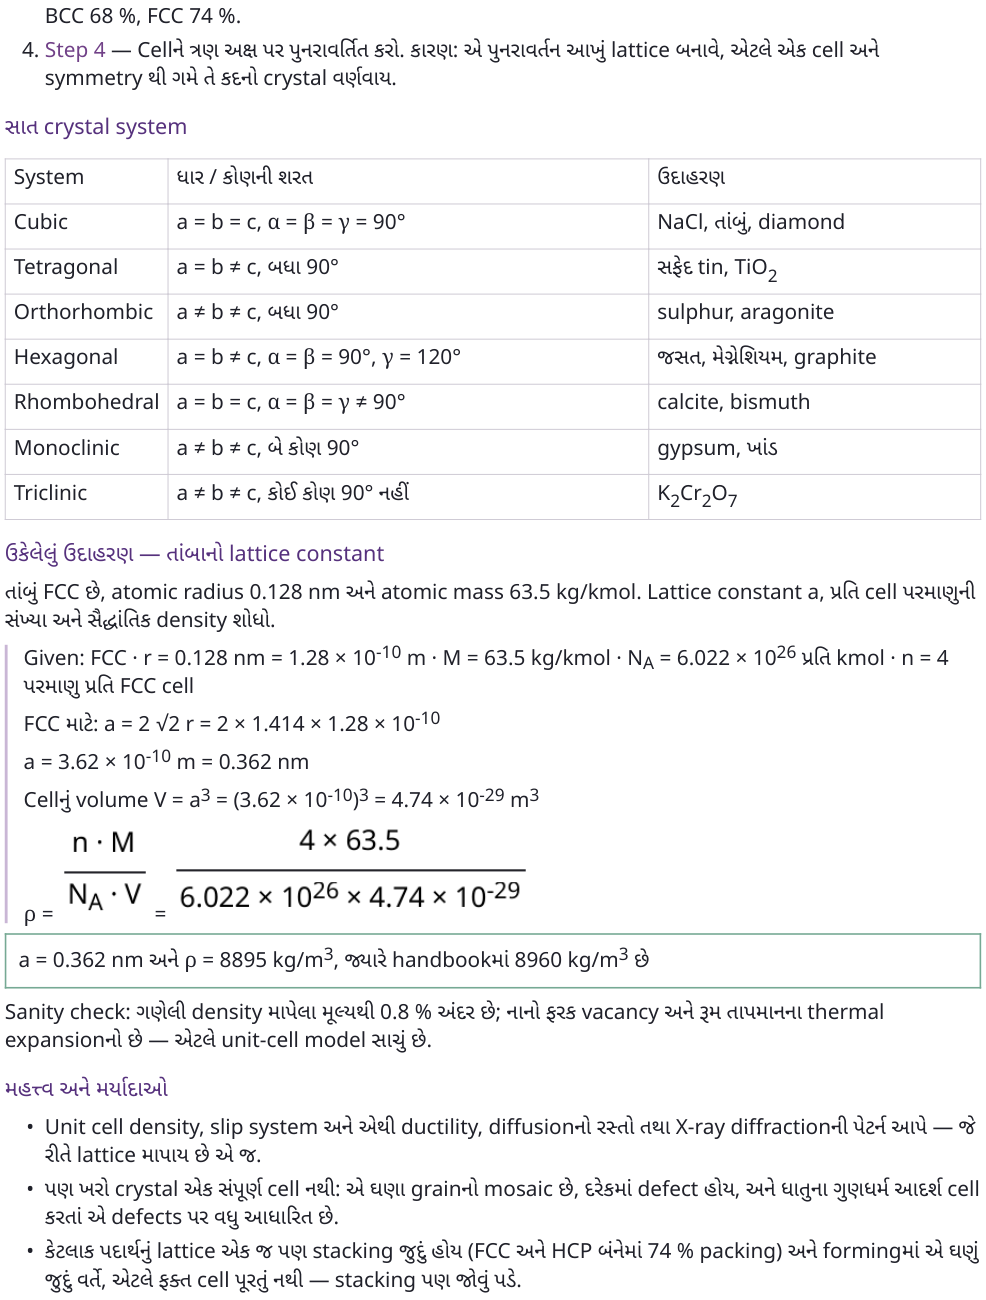 BCC 68 %, FCC 74 %.
4. Step 4 — Cellને ત્રણ અક્ષ પર પુનરાવર્તિત કરો. કારણ: એ પુનરાવર્તન આખું lattice બનાવે, એટલે એક cell અને
symmetry થી ગમે તે કદનો crystal વર્ણવાય.
સાત crystal system
System ધાર / કોણની શરત ઉદાહરણ
Cubic a = b = c, α = β = γ = 90° NaCl, તાંબું, diamond
Tetragonal a = b ≠ c, બધા 90° સફેદ tin, TiO₂
Orthorhombic a ≠ b ≠ c, બધા 90° sulphur, aragonite
Hexagonal a = b ≠ c, α = β = 90°, γ = 120° જસત, મેગ્નેશિયમ, graphite
Rhombohedral a = b = c, α = β = γ ≠ 90° calcite, bismuth
Monoclinic a ≠ b ≠ c, બે કોણ 90° gypsum, ખાંડ
Triclinic a ≠ b ≠ c, કોઈ કોણ 90° નહીં K₂Cr₂O₇
ઉકેલેલું ઉદાહરણ — તાંબાનો lattice constant
તાંબું FCC છે, atomic radius 0.128 nm અને atomic mass 63.5 kg/kmol. Lattice constant a, પ્રતિ cell પરમાણુની
સંખ્યા અને સૈદ્ધાંતિક density શોધો.
Given: FCC · r = 0.128 nm = 1.28 × 10⁻¹⁰ m · M = 63.5 kg/kmol · N_A = 6.022 × 10²⁶ પ્રતિ kmol · n = 4
પરમાણુ પ્રતિ FCC cell
FCC માટે: a = 2 √2 r = 2 × 1.414 × 1.28 × 10⁻¹⁰
a = 3.62 × 10⁻¹⁰ m = 0.362 nm
Cellનું volume V = a³ = (3.62 × 10⁻¹⁰)³ = 4.74 × 10⁻²⁹ m³
n · M 4 × 63.5
N_A · V 6.022 × 10²⁶ × 4.74 × 10⁻²⁹
ρ = =
a = 0.362 nm અને ρ = 8895 kg/m³, જ્યારે handbookમાં 8960 kg/m³ છે
Sanity check: ગણેલી density માપેલા મૂલ્યથી 0.8 % અંદર છે; નાનો ફરક vacancy અને રૂમ તાપમાનના thermal
expansionનો છે — એટલે unit-cell model સાચું છે.
મહત્ત્વ અને મર્યાદાઓ
• Unit cell density, slip system અને એથી ductility, diffusionનો રસ્તો તથા X-ray diffractionની પેટર્ન આપે — જે
રીતે lattice માપાય છે એ જ.
• પણ ખરો crystal એક સંપૂર્ણ cell નથી: એ ઘણા grainનો mosaic છે, દરેકમાં defect હોય, અને ધાતુના ગુણધર્મ આદર્શ cell
કરતાં એ defects પર વધુ આધારિત છે.
• કેટલાક પદાર્થનું lattice એક જ પણ stacking જુદું હોય (FCC અને HCP બંનેમાં 74 % packing) અને formingમાં એ ઘણું
જુદું વર્તે, એટલે ફક્ત cell પૂરતું નથી — stacking પણ જોવું પડે.